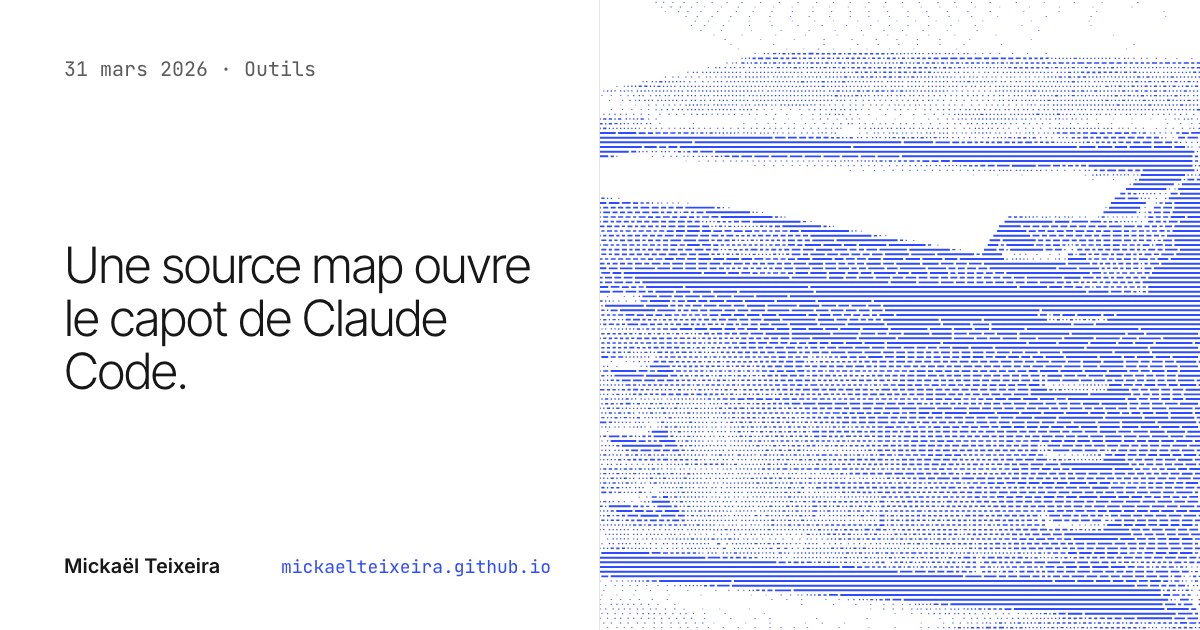 31 mars 2026 · Outils
Une source map ouvre
le capot de Claude
Code.
Mickaël Teixeira
mickaelteixeira.github.io